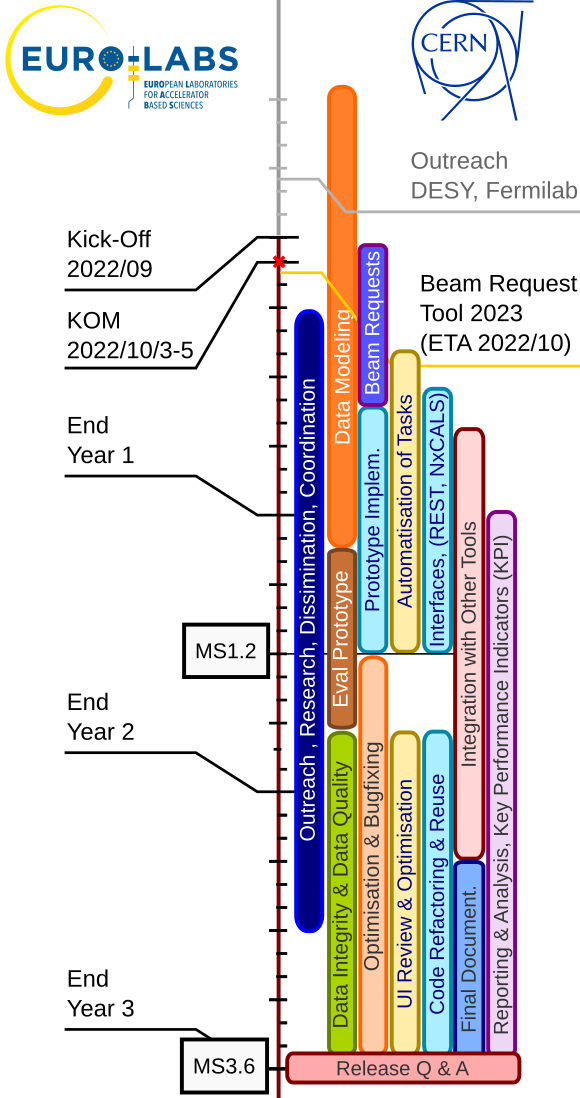 EURO-LABS
EUROPEAN LABORATORIES
FOR ACCELERATOR
BASED SCIENCES
CERN
Outreach
DESY, Fermilab
Kick-Off
2022/09
KOM
2022/10/3-5
Beam Request
Tool 2023
(ETA 2022/10)
End
Year 1
MS1.2
End
Year 2
End
Year 3
MS3.6
Outreach , Research, Dissimination, Coordination
Data Modeling
Eval Prototype
Data Integrity & Data Quality
Beam Requests
Prototype Implem.
Optimisation & Bugfixing
Automatisation of Tasks
UI Review & Optimisation
Interfaces, (REST, NxCALS)
Code Refactoring & Reuse
Integration with Other Tools
Final Document.
Reporting & Analysis, Key Performance Indicators (KPI)
Release Q & A